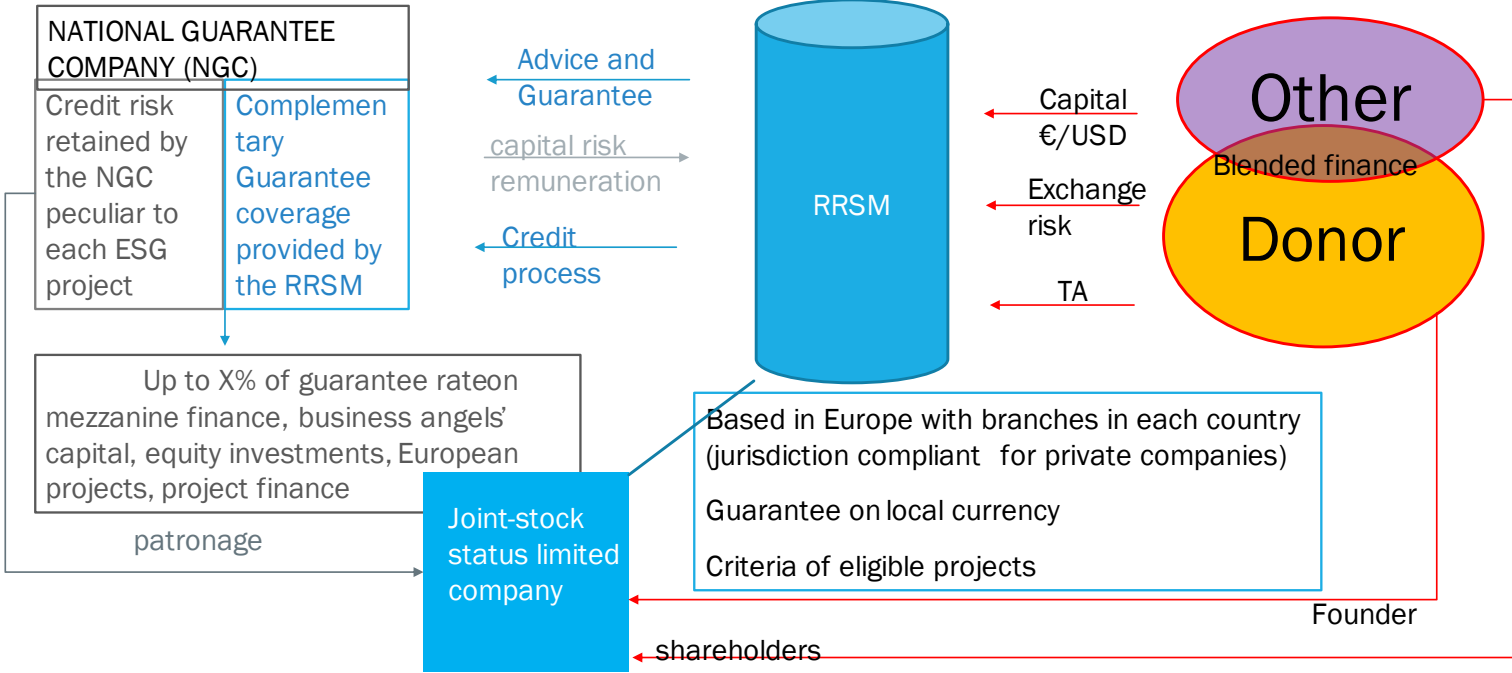 NATIONAL GUARANTEE
COMPANY (NGC)
Credit risk
retained by
the NGC
peculiar to
each ESG
project
Complemen
tary
Guarantee
coverage
provided by
the RRSM
Advice and
Guarantee
capital risk
remuneration
Credit
process
RRSM
Capital
€/USD
Exchange
risk
TA
Other
Blended finance
Donor
Up to X% of guarantee rateon
mezzanine finance, business angels’
capital, equity investments, European
projects, project finance
patronage
Joint-stock
status limited
company
Based in Europe with branches in each country
(jurisdiction compliant for private companies)
Guarantee on local currency
Criteria of eligible projects
Founder
shareholders